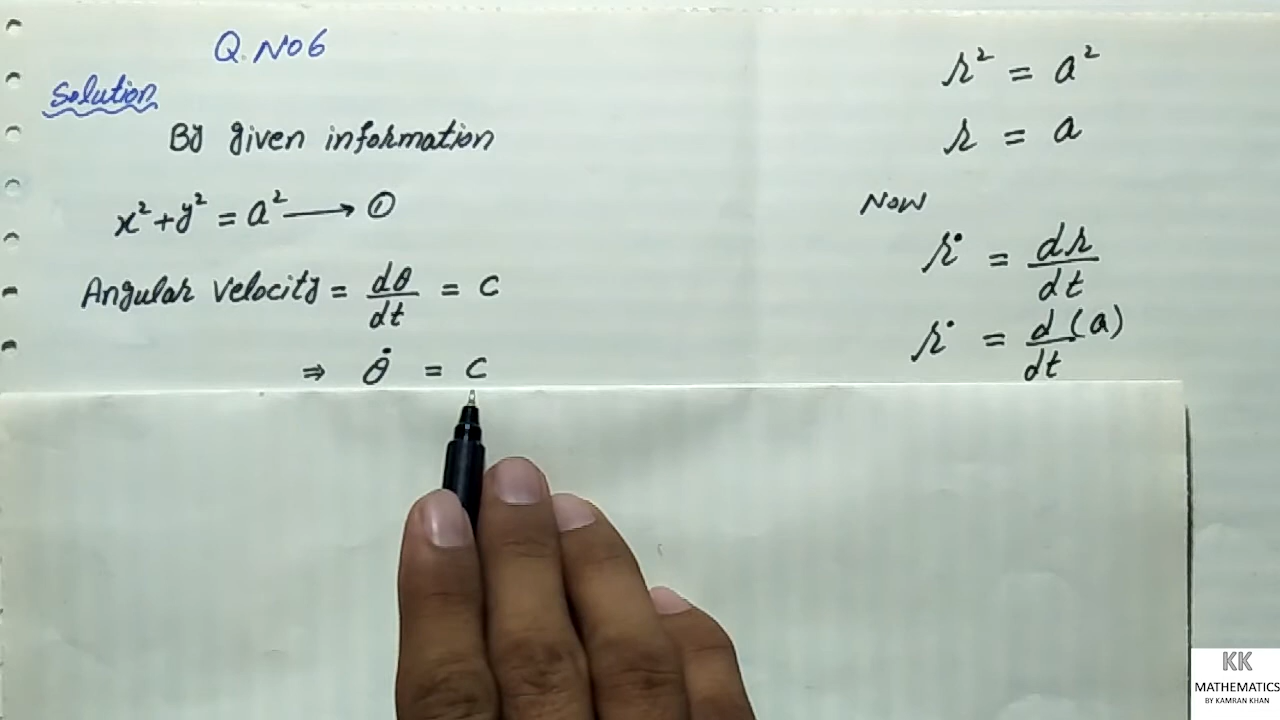 Q.No6
Solution
By given information
x² + y² = a² ⟶ ①
Angular velocity = dθ/dt = c
⇒ θ̇ = c
r² = a²
r = a
Now
ṙ = dr/dt
ṙ = d/dt (a)
KK
MATHEMATICS
BY KAMRAN KHAN